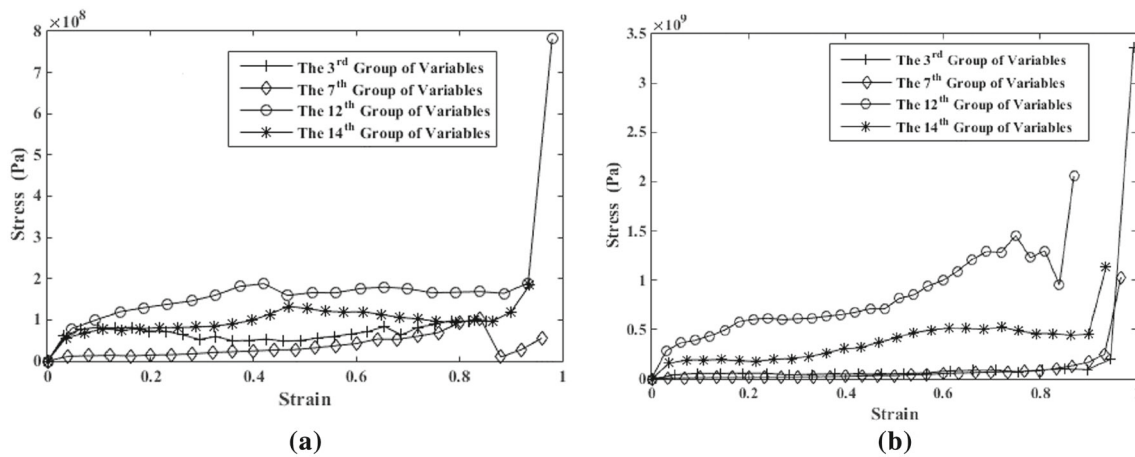 ×10⁸
8
7
6
5
4
3
2
1
0
Stress (Pa)
The 3ʳᵈ Group of Variables
The 7ᵗʰ Group of Variables
The 12ᵗʰ Group of Variables
The 14ᵗʰ Group of Variables
0 0.2 0.4 0.6 0.8 1
Strain
(a)
×10⁹
3.5
3
2.5
2
1.5
1
0.5
0
Stress (Pa)
The 3ʳᵈ Group of Variables
The 7ᵗʰ Group of Variables
The 12ᵗʰ Group of Variables
The 14ᵗʰ Group of Variables
0 0.2 0.4 0.6 0.8
Strain
(b)